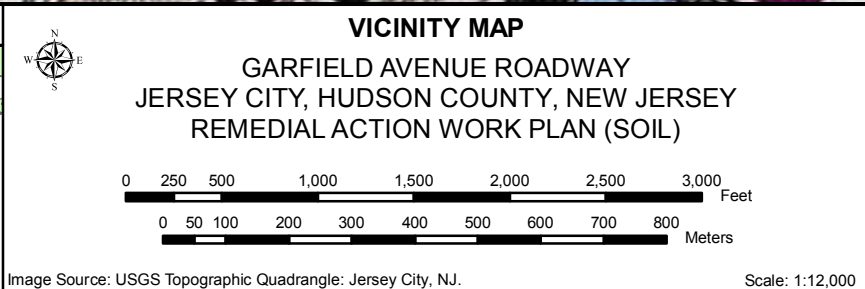 VICINITY MAP
N
W E
S
GARFIELD AVENUE ROADWAY
JERSEY CITY, HUDSON COUNTY, NEW JERSEY
REMEDIAL ACTION WORK PLAN (SOIL)
0 250 500 1,000 1,500 2,000 2,500 3,000
Feet
0 50 100 200 300 400 500 600 700 800
Meters
Image Source: USGS Topographic Quadrangle: Jersey City, NJ. Scale: 1:12,000